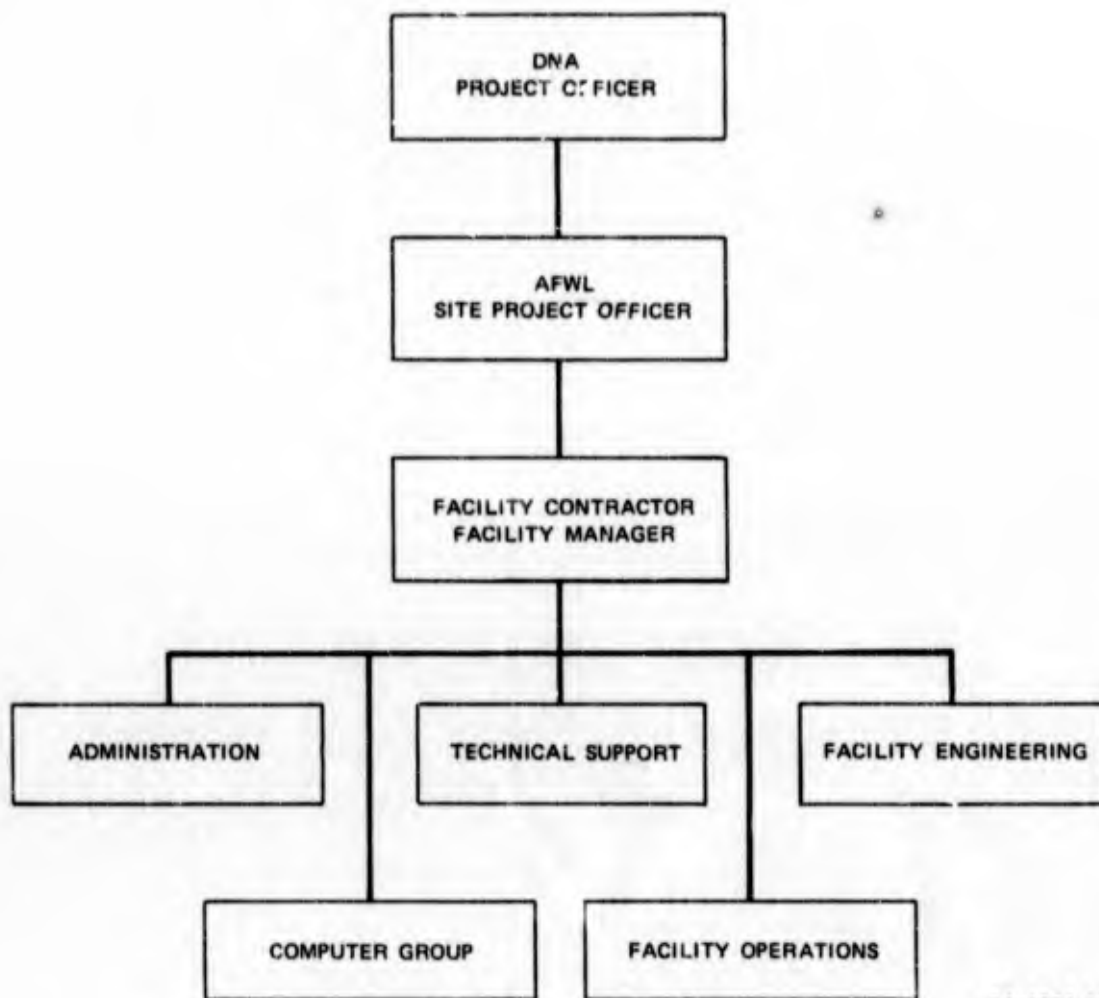 DNA
PROJECT OFFICER
AFWL
SITE PROJECT OFFICER
FACILITY CONTRACTOR
FACILITY MANAGER
ADMINISTRATION
TECHNICAL SUPPORT
FACILITY ENGINEERING
COMPUTER GROUP
FACILITY OPERATIONS